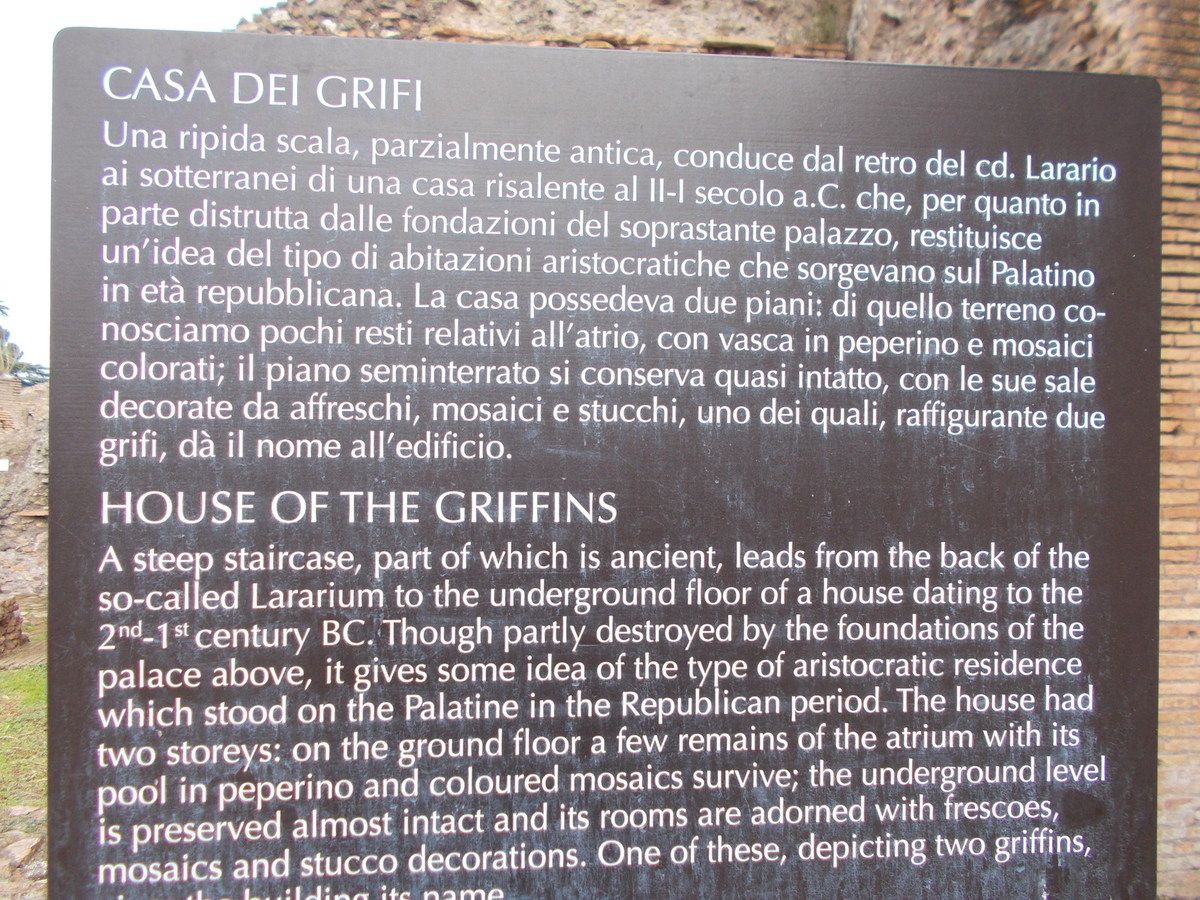 CASA DEI GRIFI
Una ripida scala, parzialmente antica, conduce dal retro del cd. Larario
ai sotterranei di una casa risalente al II-I secolo a.C. che, per quanto in
parte distrutta dalle fondazioni del soprastante palazzo, restituisce
un'idea del tipo di abitazioni aristocratiche che sorgevano sul Palatino
in età repubblicana. La casa possedeva due piani: di quello terreno co-
nosciamo pochi resti relativi all'atrio, con vasca in peperino e mosaici
colorati; il piano seminterrato si conserva quasi intatto, con le sue sale
decorate da affreschi, mosaici e stucchi, uno dei quali, raffigurante due
grifi, dà il nome all'edificio.
HOUSE OF THE GRIFFINS
A steep staircase, part of which is ancient, leads from the back of the
so-called Lararium to the underground floor of a house dating to the
2nd-1st century BC. Though partly destroyed by the foundations of the
palace above, it gives some idea of the type of aristocratic residence
which stood on the Palatine in the Republican period. The house had
two storeys: on the ground floor a few remains of the atrium with its
pool in peperino and coloured mosaics survive; the underground level
is preserved almost intact and its rooms are adorned with frescoes,
mosaics and stucco decorations. One of these, depicting two griffins,
the building its name